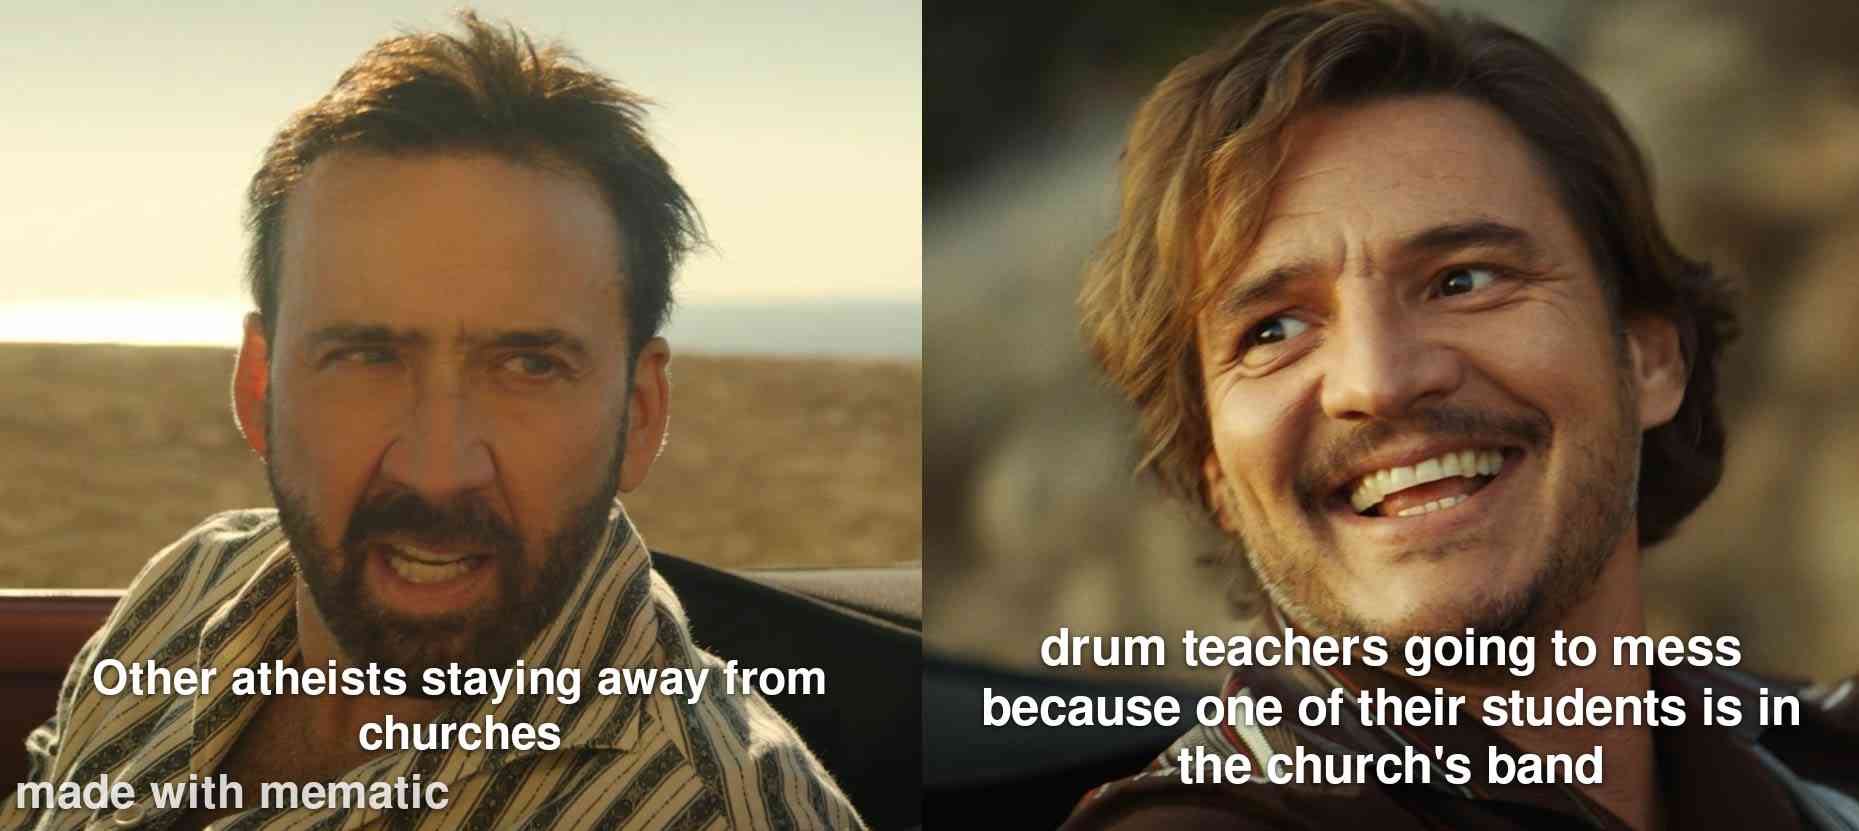 Other atheists staying away from
churches
made with mematic
drum teachers going to mess
because one of their students is in
the church's band